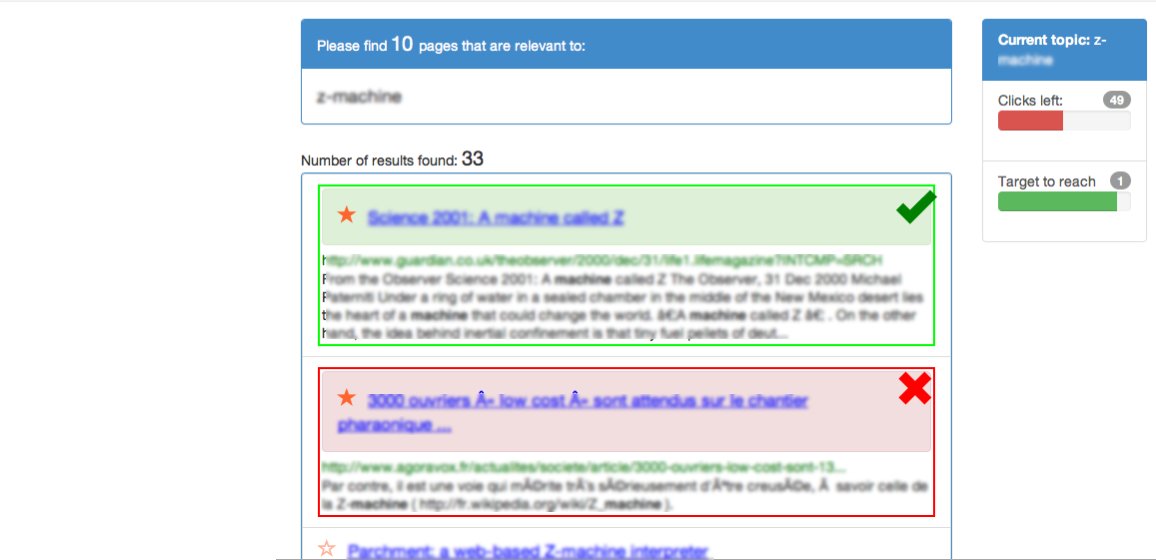 Please find 10 pages that are relevant to:
z-machine
Number of results found: 33
Science 2001: A machine called Z
http://www.guardian.co.uk/theobserver/2000/dec/31/life1.lifemagazine?INTCMP=SRCH
From the Observer Science 2001: A machine called Z The Observer, 31 Dec 2000 Michael
Paterniti Under a ring of water in a sealed chamber in the middle of the New Mexico desert lies
the heart of a machine that could change the world. â€A machine called Z â€ . On the other
hand, the idea behind inertial confinement is that tiny fuel pellets of deut...
3000 ouvriers Â« low cost Â» sont attendus sur le chantier
pharaonique ...
http://www.agoravox.fr/actualites/societe/article/3000-ouvriers-low-cost-sont-13...
Par contre, il est une voie qui mÃ©rite trÃ¨s sÃ©rieusement d'Ãªtre creusÃ©e, Ã savoir celle de
la Z-machine ( http://fr.wikipedia.org/wiki/Z_machine ).
Parchment: a web-based Z-machine interpreter
Current topic: z-
machine
Clicks left: 49
Target to reach 1